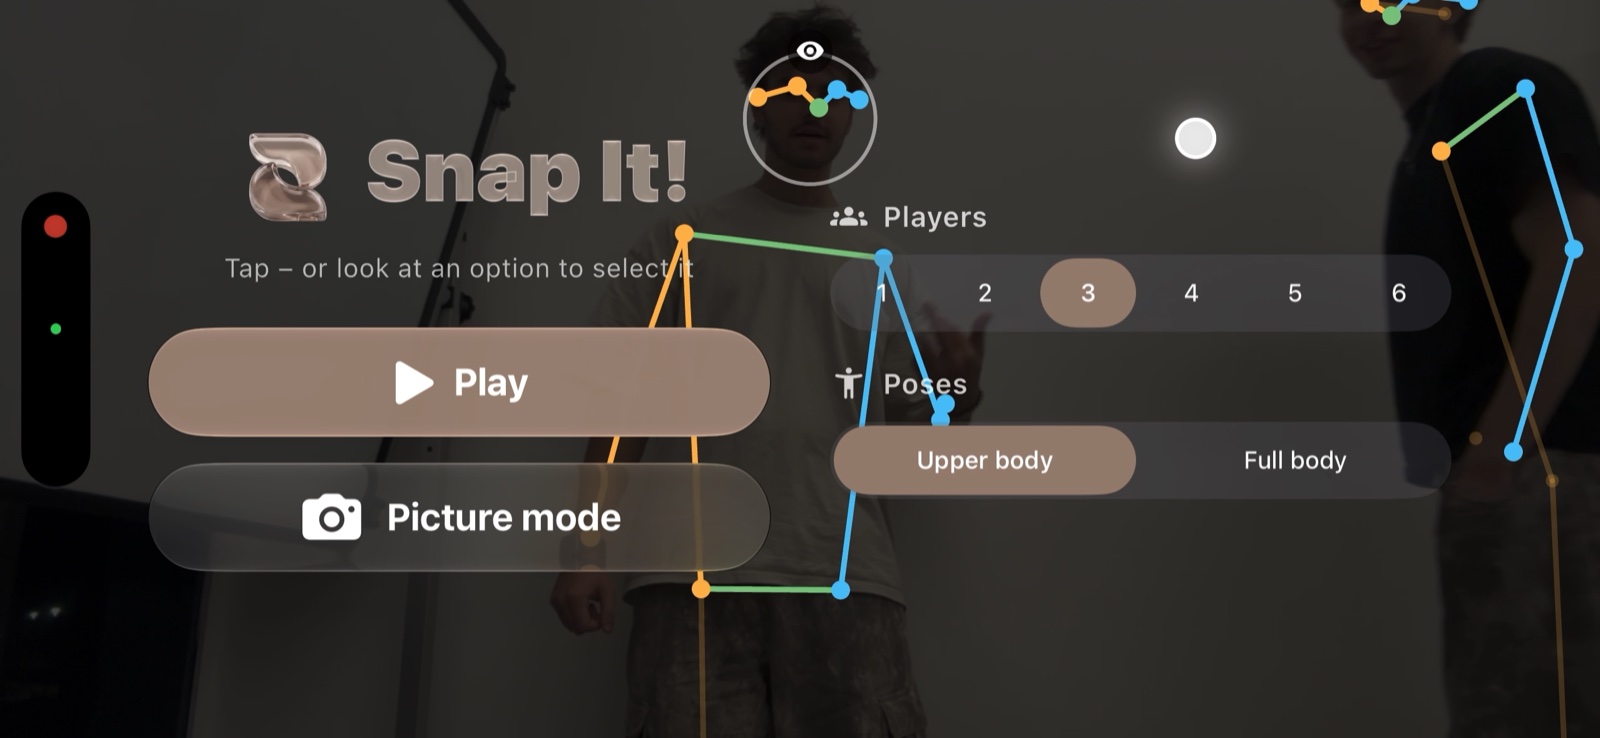 Snap It!
Tap – or look at an option to select it
Play
Picture mode
Players
1 2 3 4 5 6
Poses
Upper body Full body